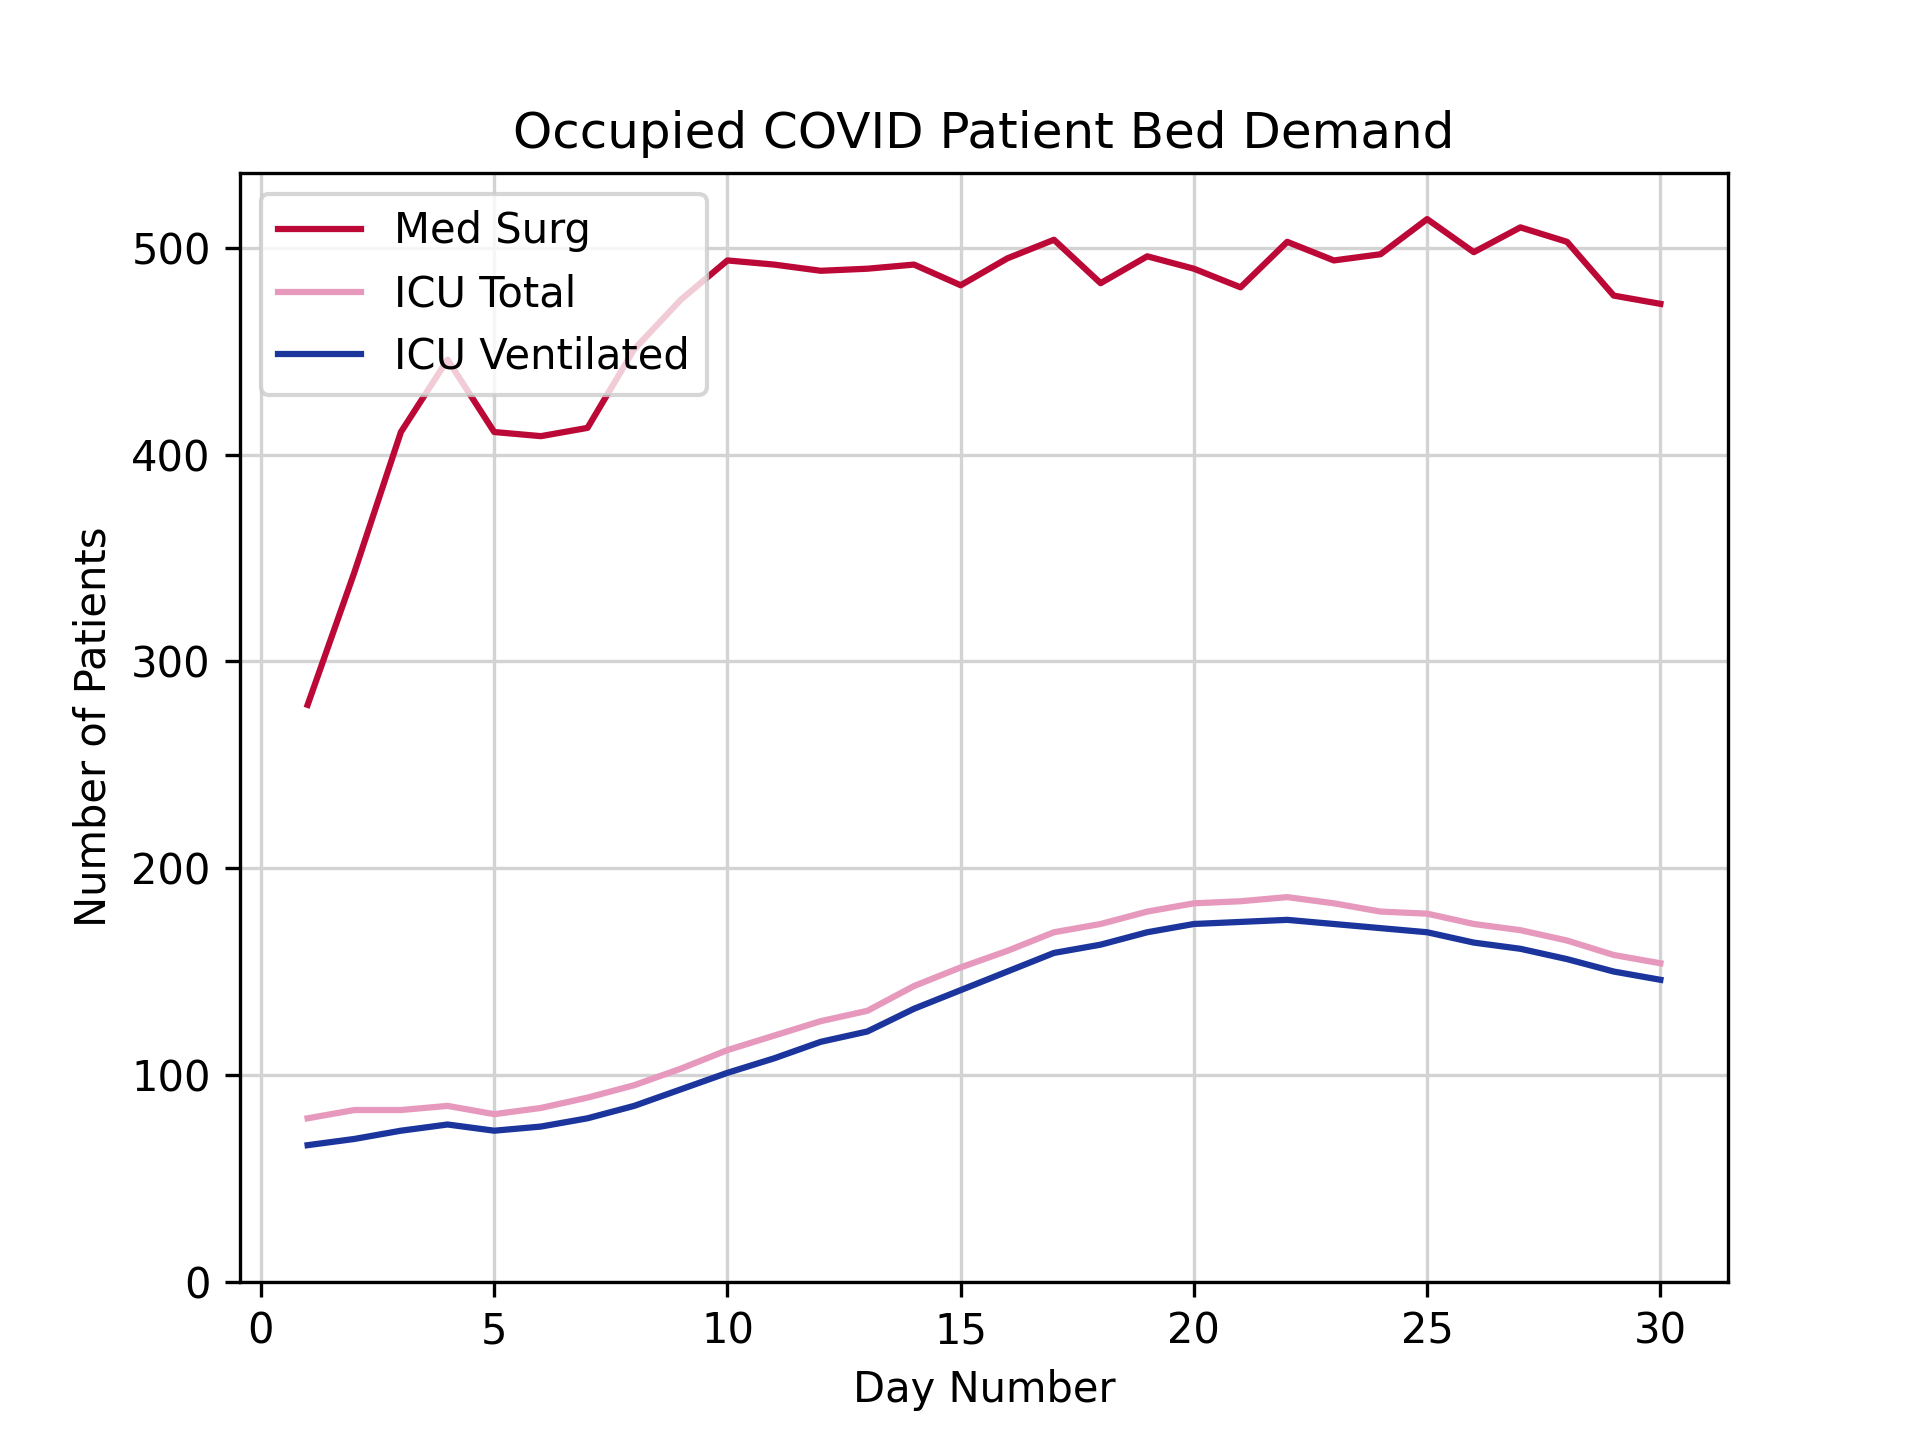 Occupied COVID Patient Bed Demand
Med Surg
ICU Total
ICU Ventilated
500
400
300
200
100
0
Number of Patients
0 5 10 15 20 25 30
Day Number